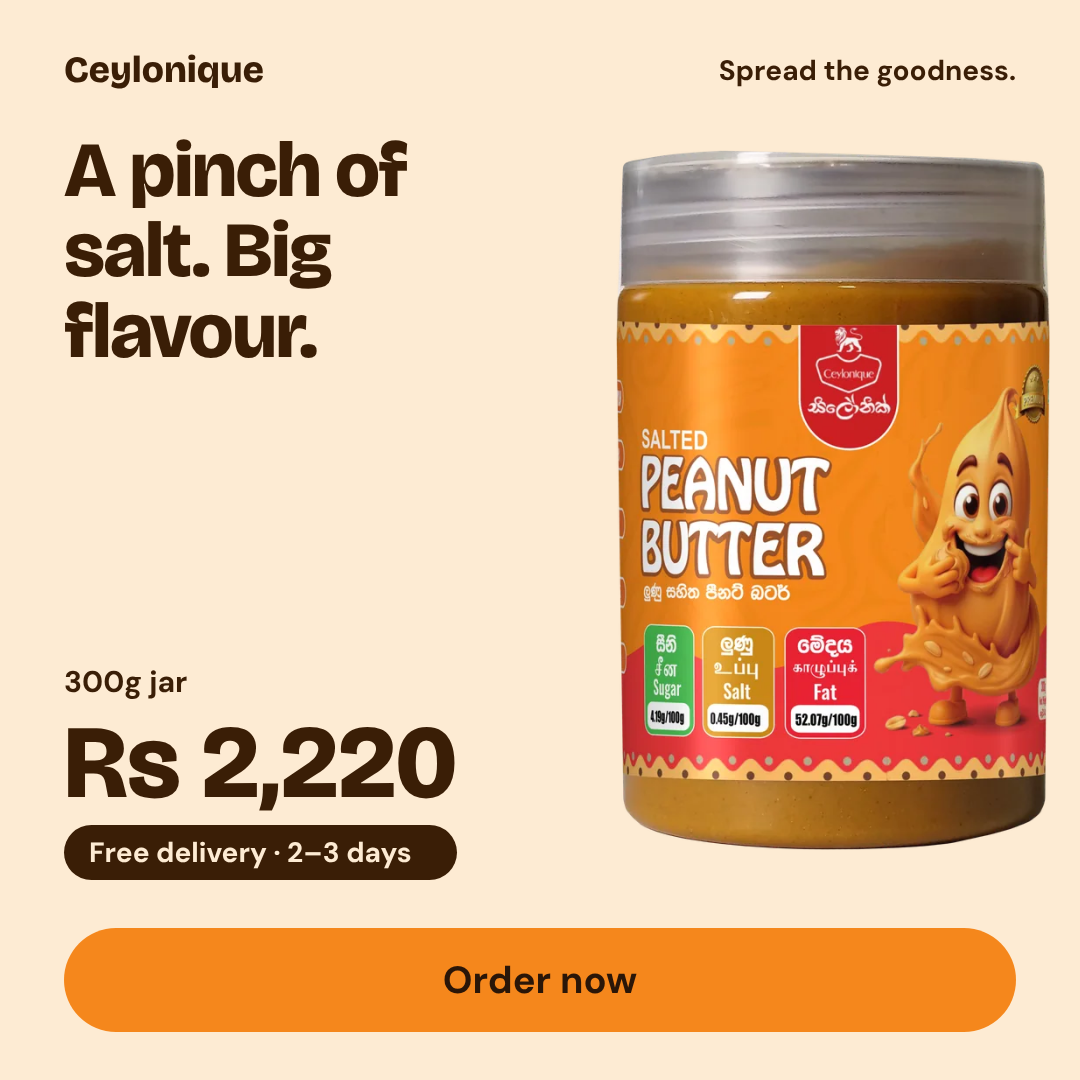 Ceylonique
Spread the goodness.
A pinch of
salt. Big
flavour.
Ceylonique
සිලෝනික්
SALTED
PEANUT
BUTTER
ලුණු සහිත පීනට් බටර්
සීනි
சீனி
Sugar
4.19g/100g
ලුණු
உப்பு
Salt
0.45g/100g
මේදය
காழுப்புக்
Fat
52.07g/100g
300g jar
Rs 2,220
Free delivery · 2–3 days
Order now